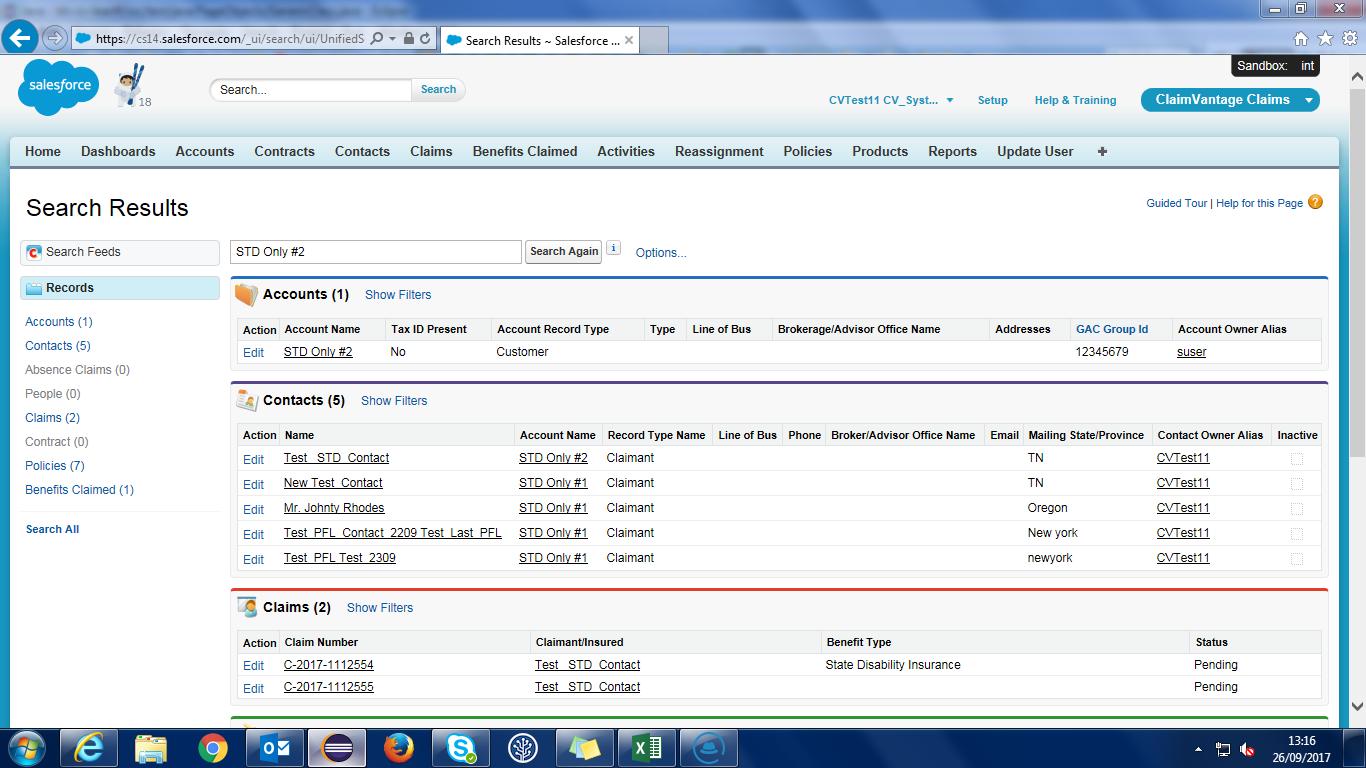 https://cs14.salesforce.com/_ui/search/ui/UnifiedS
Search Results ~ Salesforce ...
Sandbox: int
salesforce
18
Search...
Search
CVTest11 CV_Syst...
Setup
Help & Training
ClaimVantage Claims
Home Dashboards Accounts Contracts Contacts Claims Benefits Claimed Activities Reassignment Policies Products Reports Update User +
Search Results
Guided Tour | Help for this Page ?
Search Feeds
STD Only #2
Search Again
i
Options...
Records
Accounts (1)
Contacts (5)
Absence Claims (0)
People (0)
Claims (2)
Contract (0)
Policies (7)
Benefits Claimed (1)
Search All
Accounts (1) Show Filters
Action Account Name Tax ID Present Account Record Type Type Line of Bus Brokerage/Advisor Office Name Addresses GAC Group Id Account Owner Alias
Edit STD Only #2 No Customer 12345679 suser
Contacts (5) Show Filters
Action Name Account Name Record Type Name Line of Bus Phone Broker/Advisor Office Name Email Mailing State/Province Contact Owner Alias Inactive
Edit Test_ STD_Contact STD Only #2 Claimant TN CVTest11
Edit New Test_Contact STD Only #1 Claimant TN CVTest11
Edit Mr. Johnty Rhodes STD Only #1 Claimant Oregon CVTest11
Edit Test_PFL_Contact_2209 Test_Last_PFL STD Only #1 Claimant New york CVTest11
Edit Test_PFL Test_2309 STD Only #1 Claimant newyork CVTest11
Claims (2) Show Filters
Action Claim Number Claimant/Insured Benefit Type Status
Edit C-2017-1112554 Test_ STD_Contact State Disability Insurance Pending
Edit C-2017-1112555 Test_ STD_Contact Pending
13:16
26/09/2017